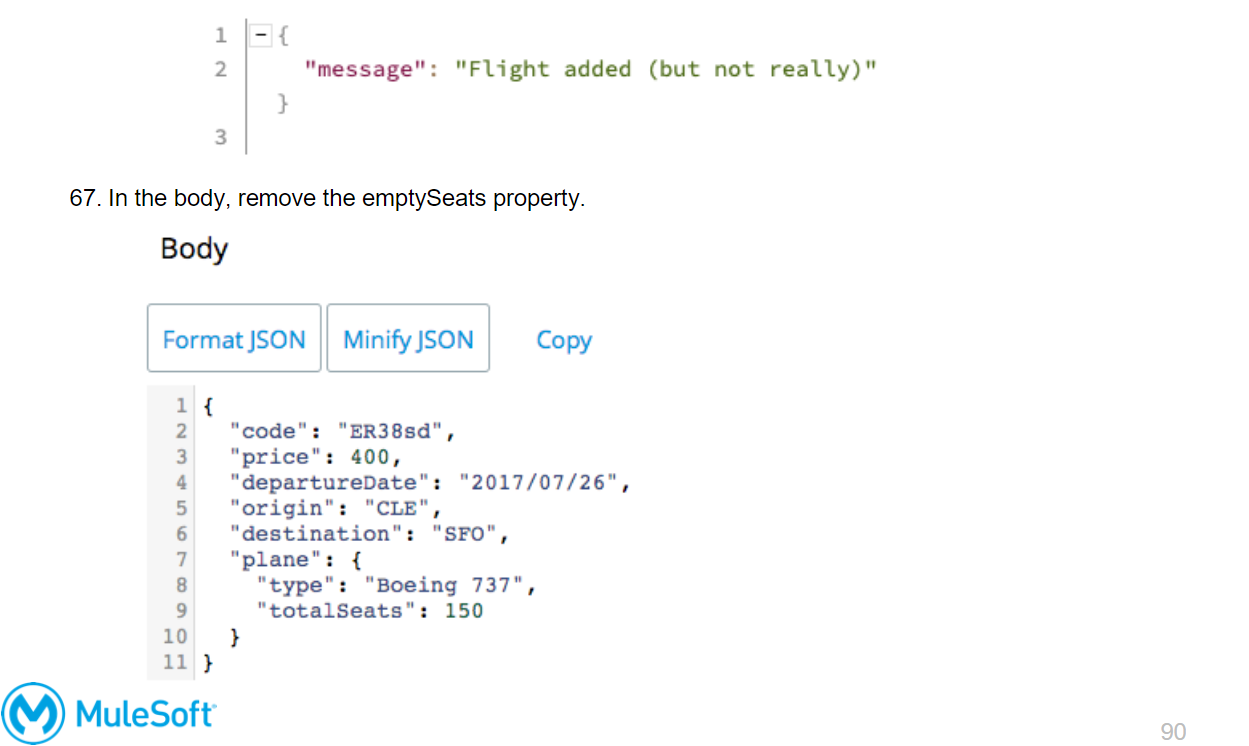 1 - {
2 "message": "Flight added (but not really)"
}
3
67. In the body, remove the emptySeats property.
Body
Format JSON Minify JSON Copy
1 {
2 "code": "ER38sd",
3 "price": 400,
4 "departureDate": "2017/07/26",
5 "origin": "CLE",
6 "destination": "SFO",
7 "plane": {
8 "type": "Boeing 737",
9 "totalSeats": 150
10 }
11 }
MuleSoft
90